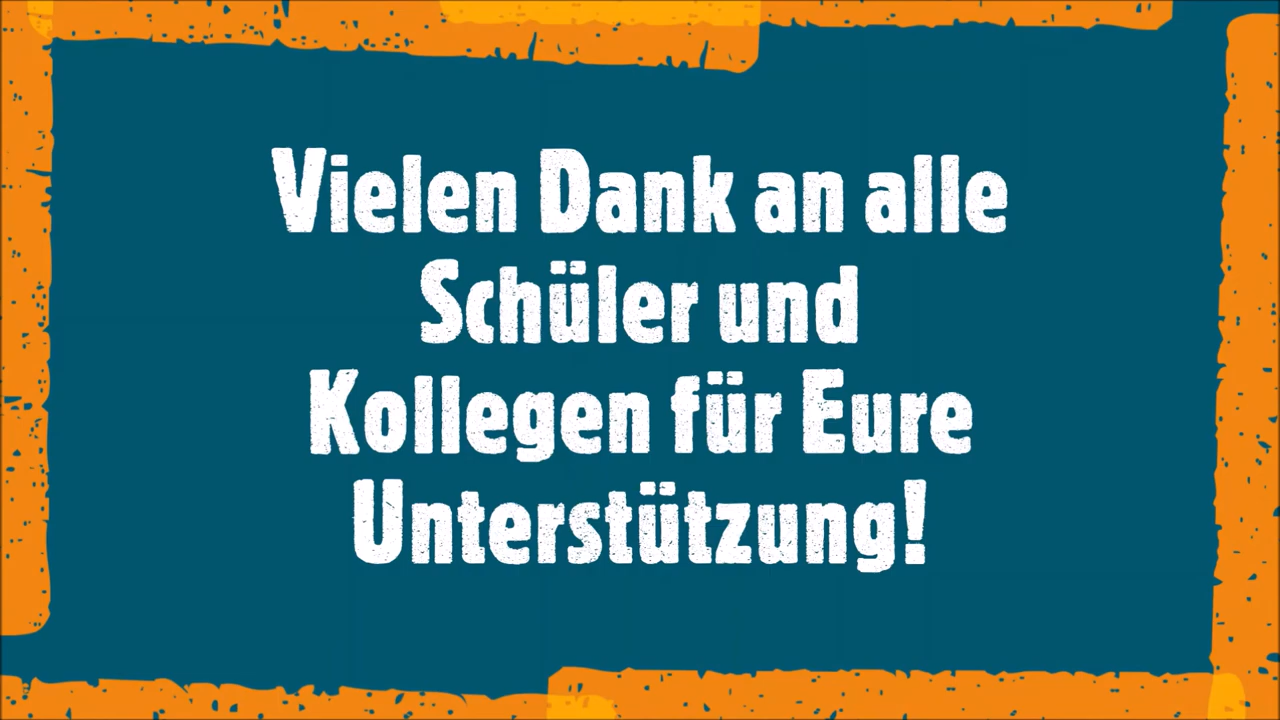 Vielen Dank an alle
Schüler und
Kollegen für Eure
Unterstützung!